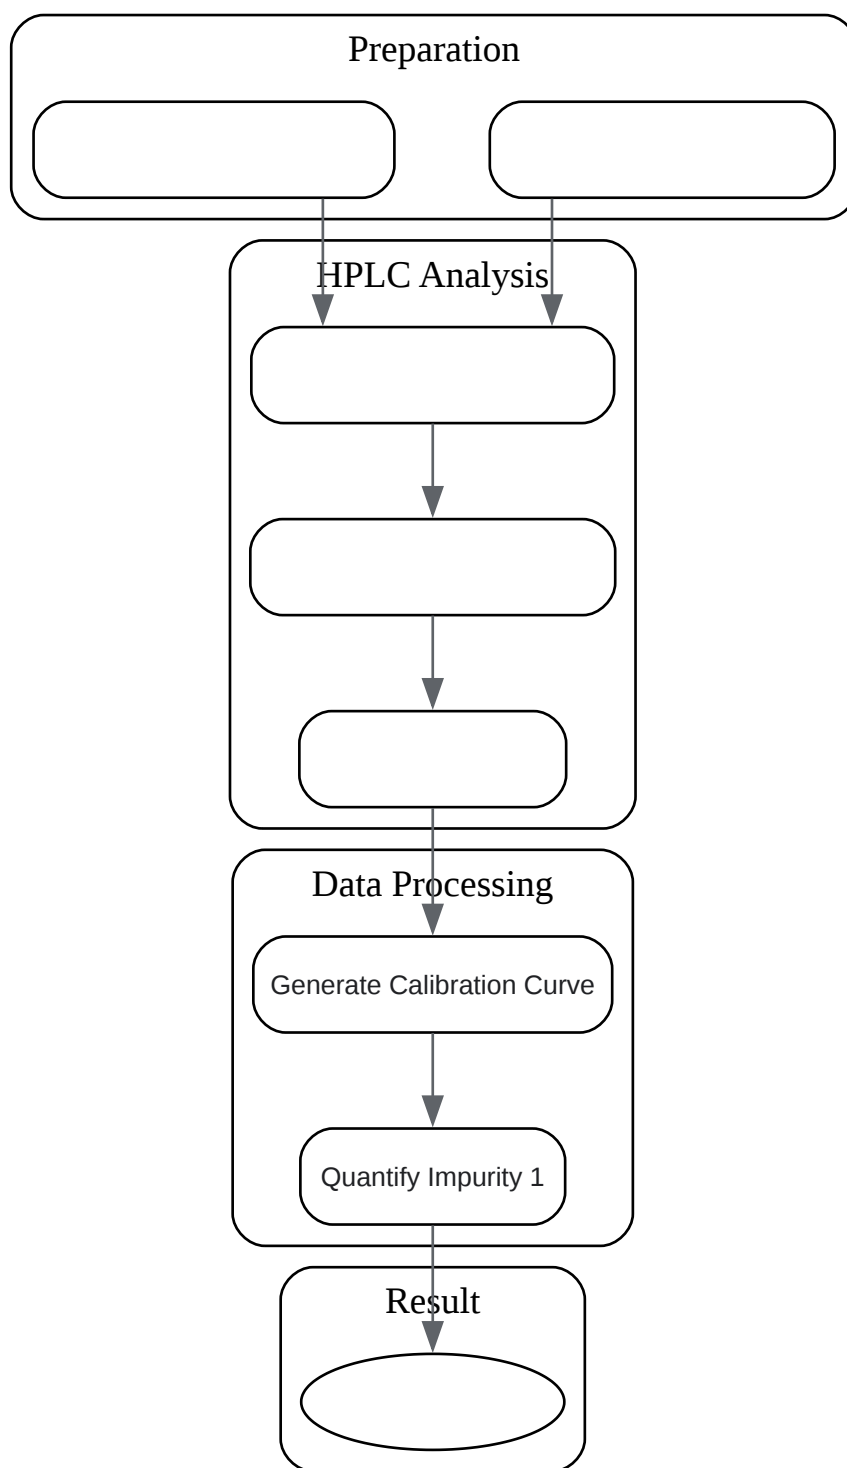 Preparation
HPLC Analysis
Data Processing
Generate Calibration Curve
Quantify Impurity 1
Result